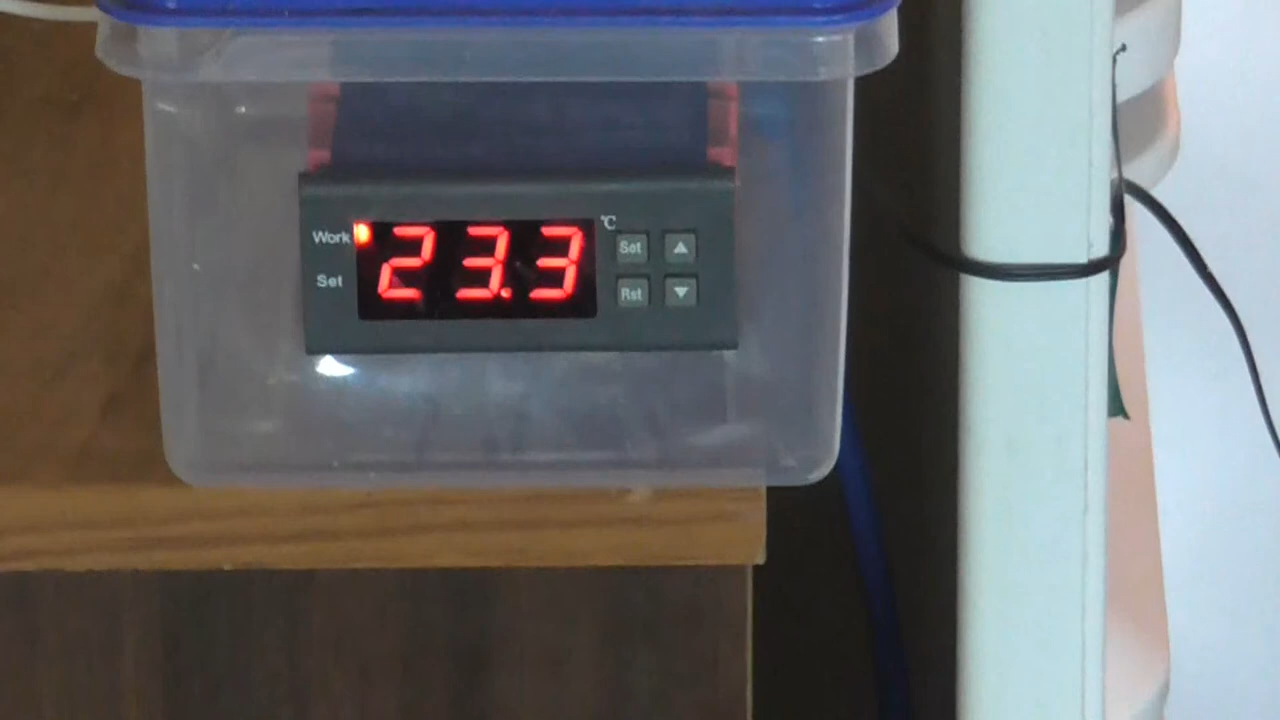 ℃
Work 23.3 Set ▲
Set Rst ▼